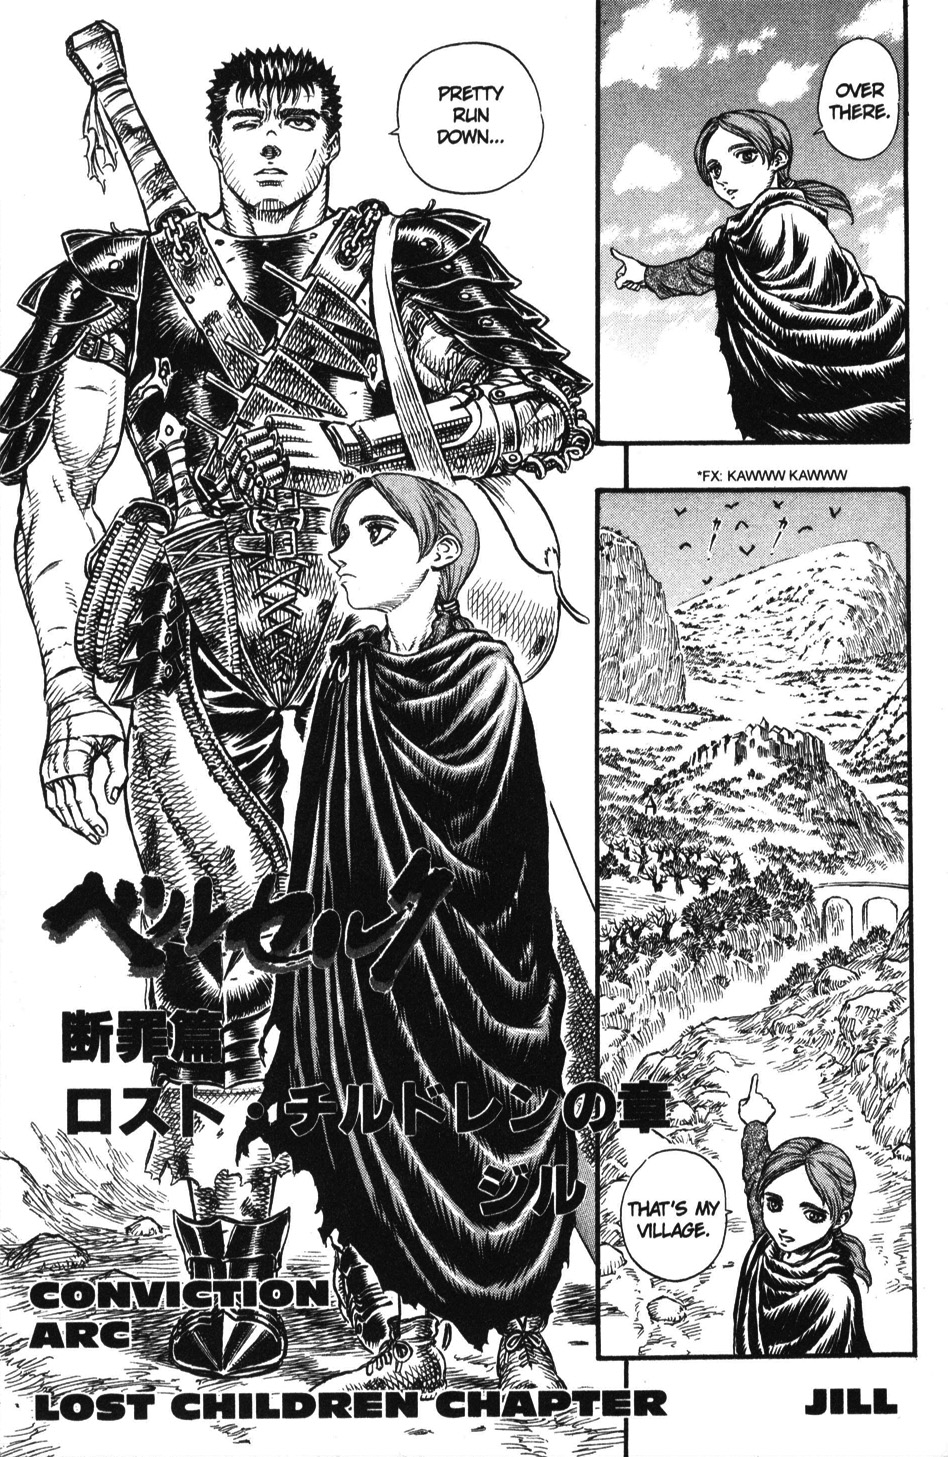 OVER
THERE.
*FX: KAWWW KAWWW
THAT'S MY
VILLAGE.
PRETTY
RUN
DOWN...
ベルセルク
断罪篇
ロスト・チルドレンの章
ジル
CONVICTION
ARC
LOST CHILDREN CHAPTER
JILL